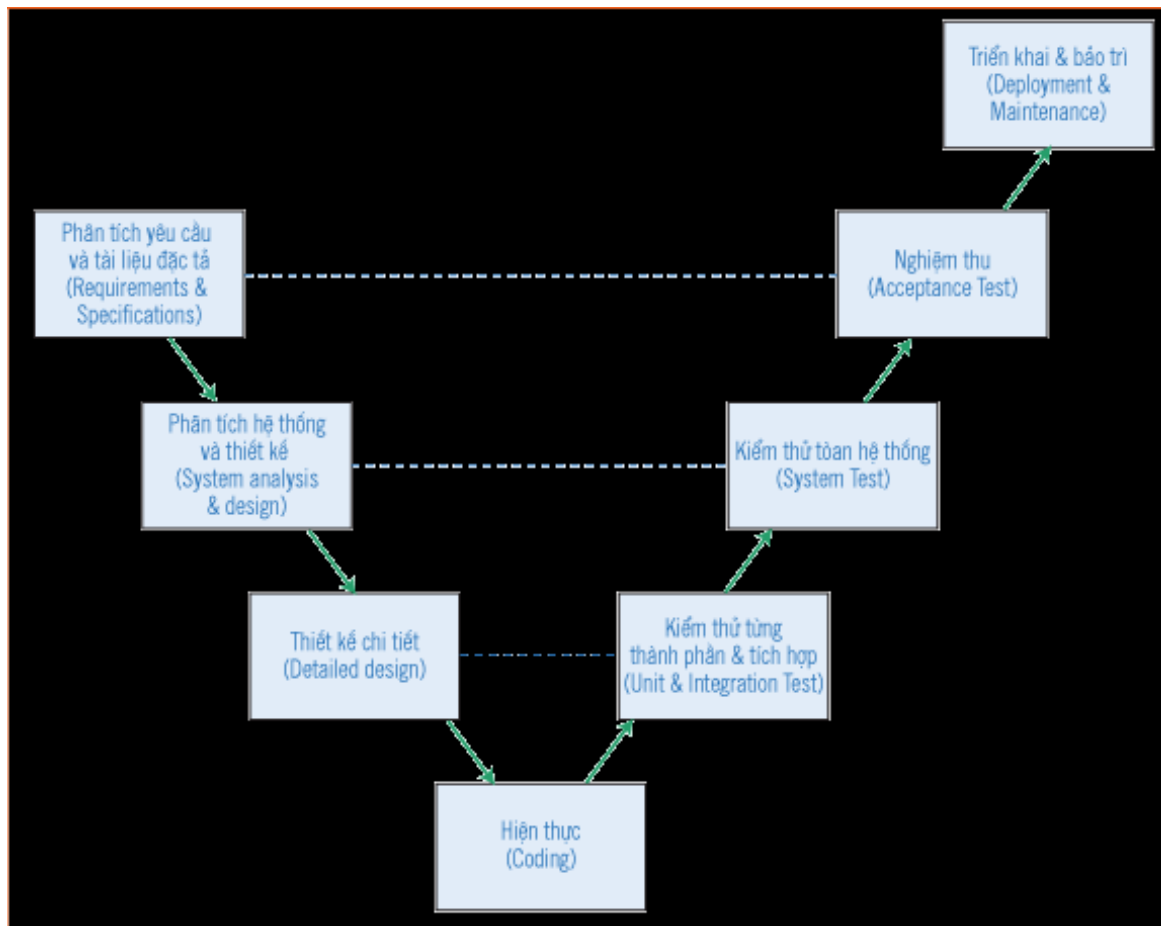 Triển khai & bảo trì
(Deployment &
Maintenance)
Phân tích yêu cầu
và tài liệu đặc tả
(Requirements &
Specifications)
Nghiệm thu
(Acceptance Test)
Phân tích hệ thống
và thiết kế
(System analysis
& design)
Kiểm thử tòan hệ thống
(System Test)
Thiết kế chi tiết
(Detailed design)
Kiểm thử từng
thành phần & tích hợp
(Unit & Integration Test)
Hiện thực
(Coding)